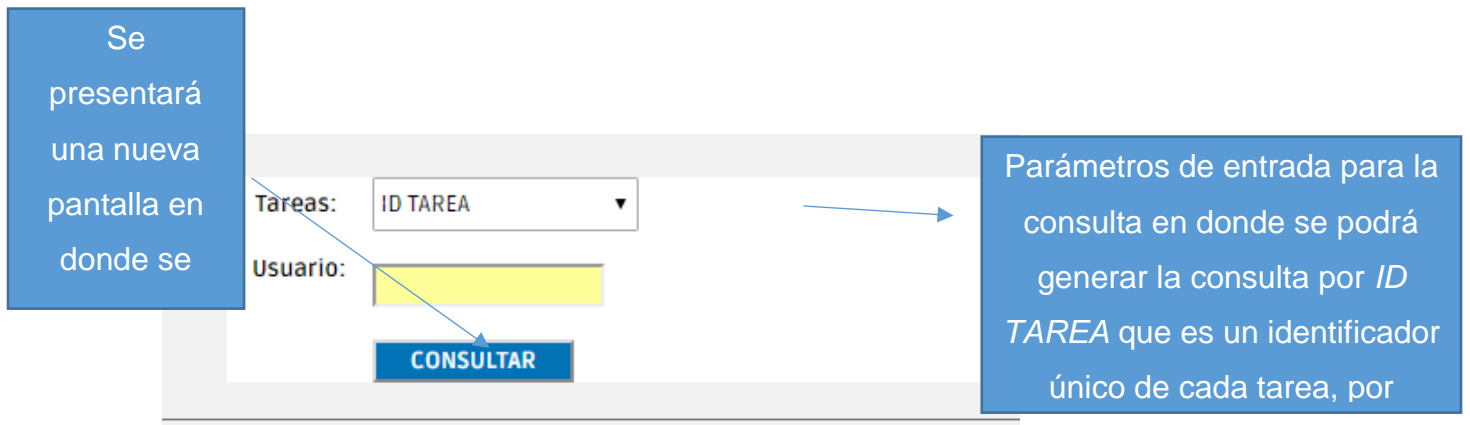 Se
presentará
una nueva
pantalla en
donde se
Tareas:
ID TAREA
Usuario:
CONSULTAR
Parámetros de entrada para la
consulta en donde se podrá
generar la consulta por ID
TAREA que es un identificador
único de cada tarea, por